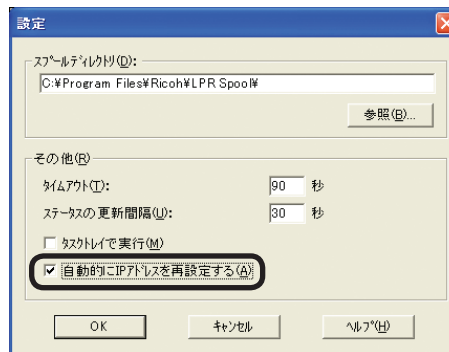 設定
スプールディレクトリ(D):
C:¥Program Files¥Ricoh¥LPR Spool¥
参照(B)...
その他(R)
タイムアウト(T):
90 秒
ステータスの更新間隔(U):
30 秒
タスクトレイで実行(M)
自動的にIPアドレスを再設定する(A)
OK キャンセル ヘルプ(H)